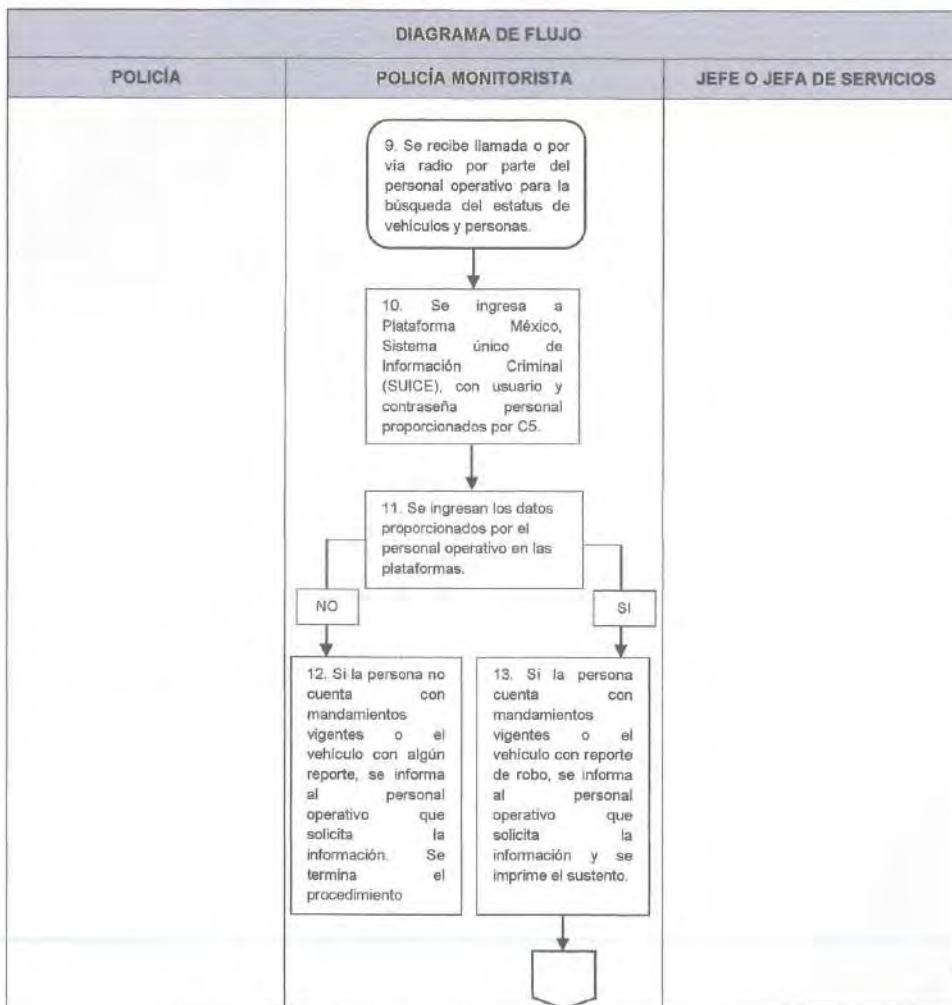 DIAGRAMA DE FLUJO
POLICÍA
POLICÍA MONITORISTA
JEFE O JEFA DE SERVICIOS
9. Se recibe llamada o por
vía radio por parte del
personal operativo para la
búsqueda del estatus de
vehículos y personas.
10. Se ingresa a
Plataforma México,
Sistema único de
Información Criminal
(SUICE), con usuario y
contraseña personal
proporcionados por C5.
11. Se ingresan los datos
proporcionados por el
personal operativo en las
plataformas.
NO
SI
12. Si la persona no
cuenta con
mandamientos
vigentes o el
vehículo con algún
reporte, se informa
al personal
operativo que
solicita la
información. Se
termina el
procedimiento
13. Si la persona
cuenta con
mandamientos
vigentes o el
vehículo con reporte
de robo, se informa
al personal
operativo que
solicita la
información y se
imprime el sustento.